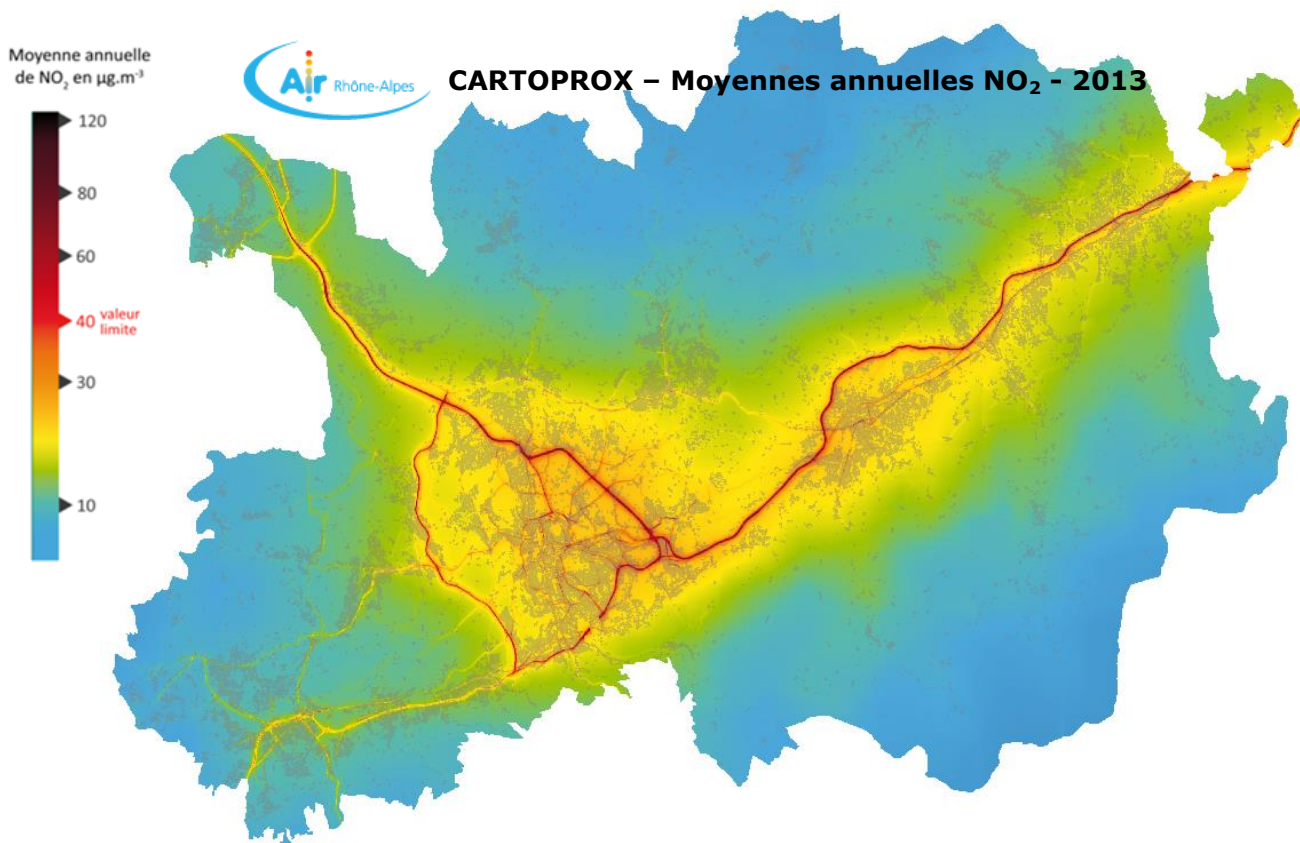 Moyenne annuelle
de NO₂ en µg.m⁻³
Air Rhône-Alpes
CARTOPROX – Moyennes annuelles NO₂ - 2013
120
80
60
40 valeur
limite
30
10